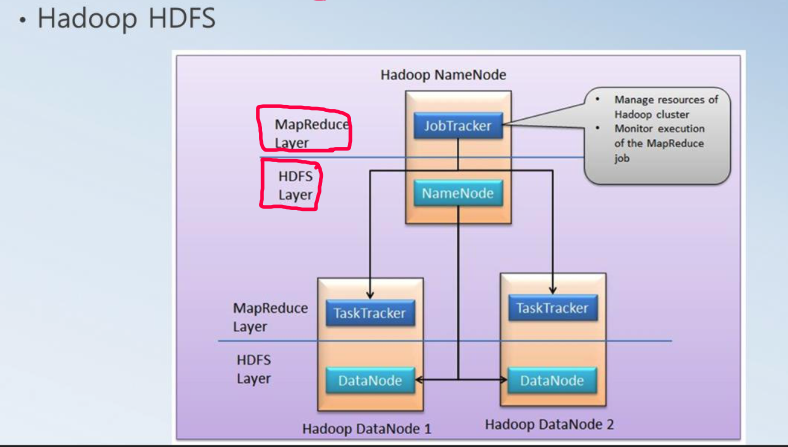 • Hadoop HDFS
Hadoop NameNode
MapReduce
Layer
JobTracker
• Manage resources of
Hadoop cluster
• Monitor execution
of the MapReduce
job
HDFS
Layer
NameNode
MapReduce
Layer
TaskTracker
TaskTracker
HDFS
Layer
DataNode
DataNode
Hadoop DataNode 1
Hadoop DataNode 2